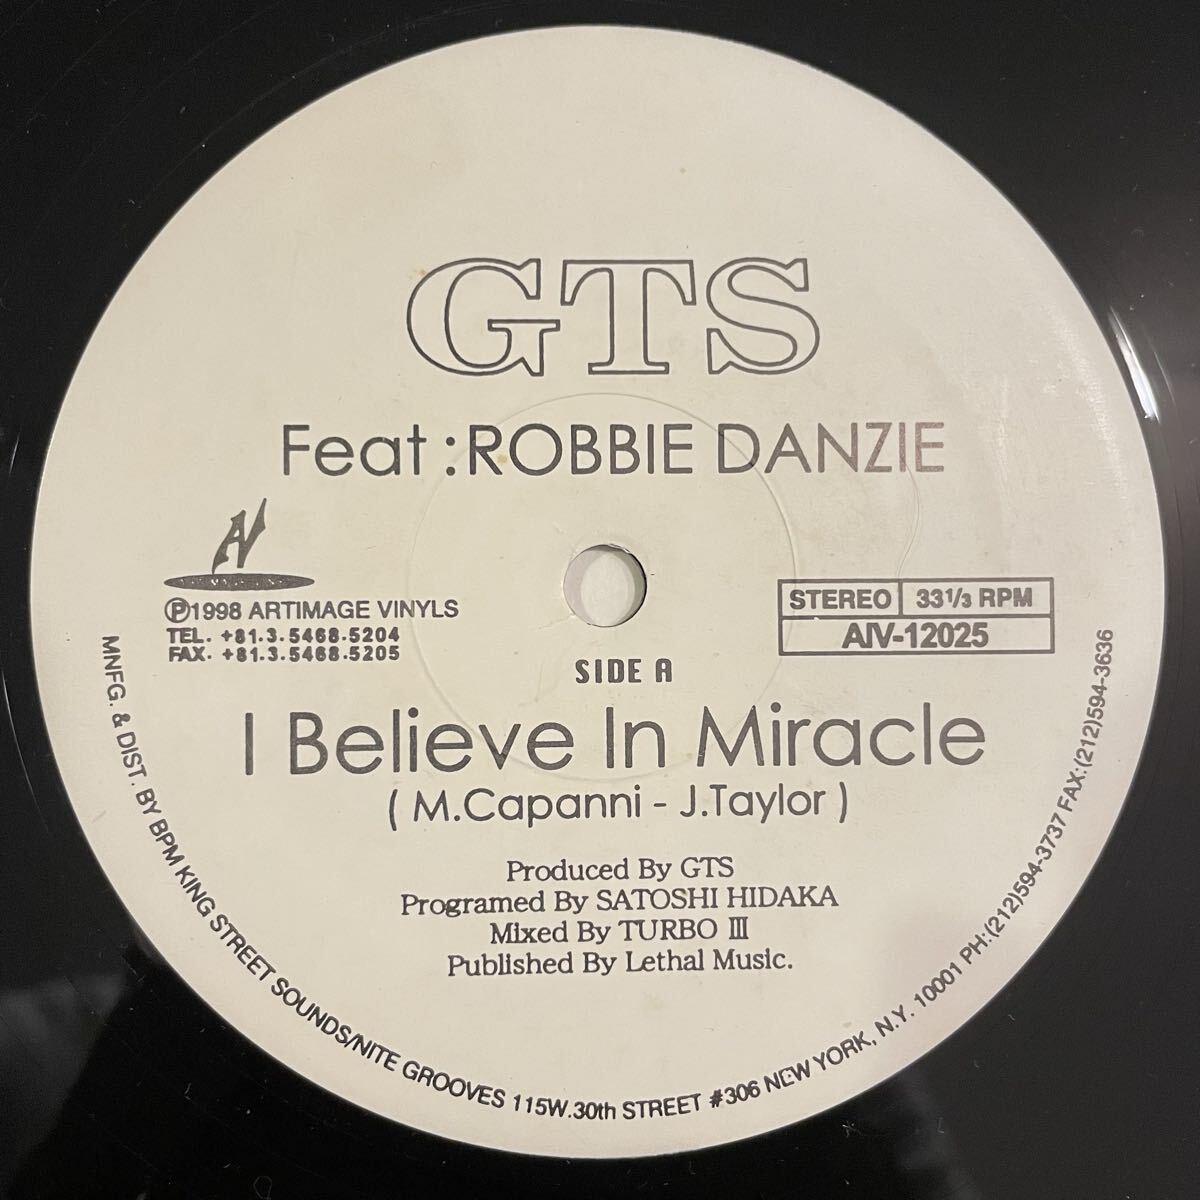 GTS
Feat :ROBBIE DANZIE
AV
Ⓟ1998 ARTIMAGE VINYLS
TEL. +81.3.5468.5204
FAX. +81.3.5468.5205
STEREO 33 1/3 RPM
AIV-12025
SIDE A
I Believe In Miracle
( M.Capanni - J.Taylor )
Produced By GTS
Programed By SATOSHI HIDAKA
Mixed By TURBO III
Published By Lethal Music.
MNFG. & DIST. BY BPM KING STREET SOUNDS/NITE GROOVES 115W.30th STREET #306 NEW YORK, N.Y. 10001 PH:(212)594-3737 FAX:(212)594-3636